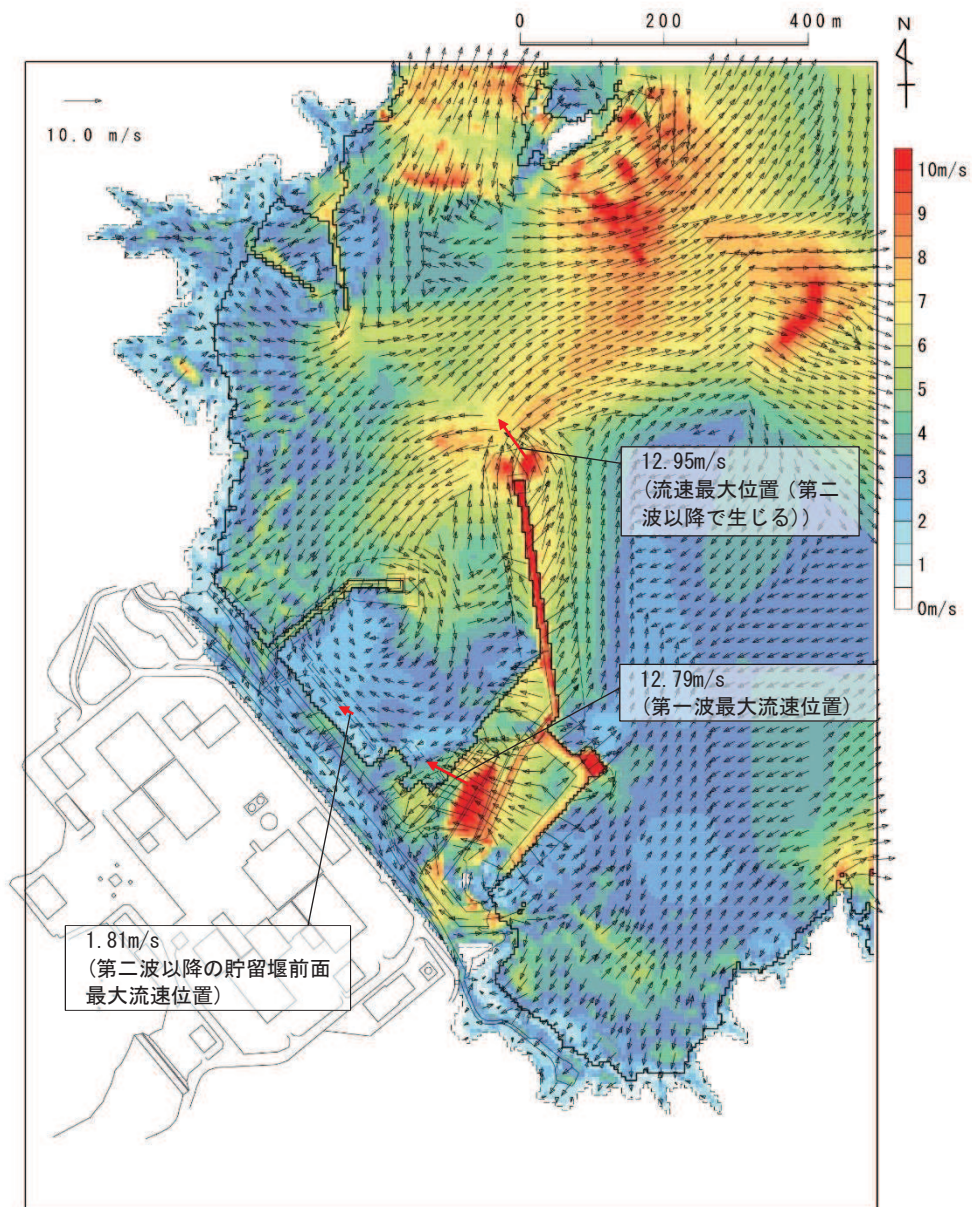 0 200 400m
N
10.0 m/s
10m/s
9
8
7
6
5
4
3
2
1
0m/s
12.95m/s
(流速最大位置（第二
波以降で生じる))
12.79m/s
(第一波最大流速位置)
1.81m/s
(第二波以降の貯留堰前面
最大流速位置)